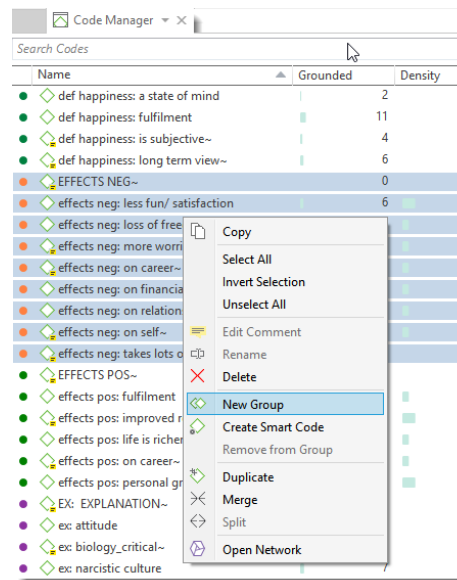 Code Manager
Search Codes
Name Grounded Density
def happiness: a state of mind 2
def happiness: fulfilment 11
def happiness: is subjective~ 4
def happiness: long term view~ 6
EFFECTS NEG~ 0
effects neg: less fun/ satisfaction 6
effects neg: loss of free
effects neg: more worri
effects neg: on career~
effects neg: on financia
effects neg: on relation
effects neg: on self~
effects neg: takes lots o
EFFECTS POS~
effects pos: fulfilment
effects pos: improved r
effects pos: life is richer
effects pos: on career~
effects pos: personal gr
EX: EXPLANATION~
ex: attitude
ex: biology_critical~
ex: narcistic culture 7
Copy
Select All
Invert Selection
Unselect All
Edit Comment
Rename
Delete
New Group
Create Smart Code
Remove from Group
Duplicate
Merge
Split
Open Network